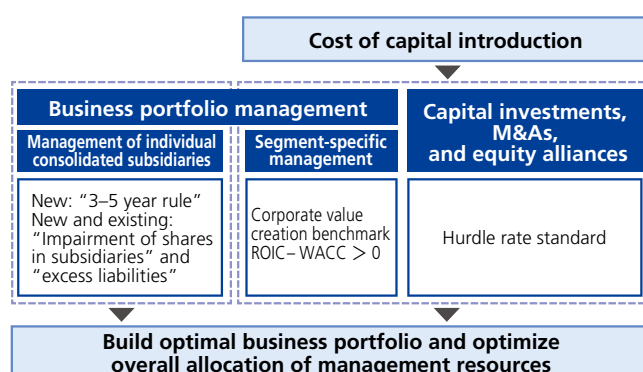 Cost of capital introduction
Business portfolio management
Capital investments,
M&As,
and equity alliances
Management of individual
consolidated subsidiaries
Segment-specific
management
New: “3–5 year rule”
New and existing:
“Impairment of shares
in subsidiaries” and
“excess liabilities”
Corporate value
creation benchmark
ROIC– WACC > 0
Hurdle rate standard
Build optimal business portfolio and optimize
overall allocation of management resources